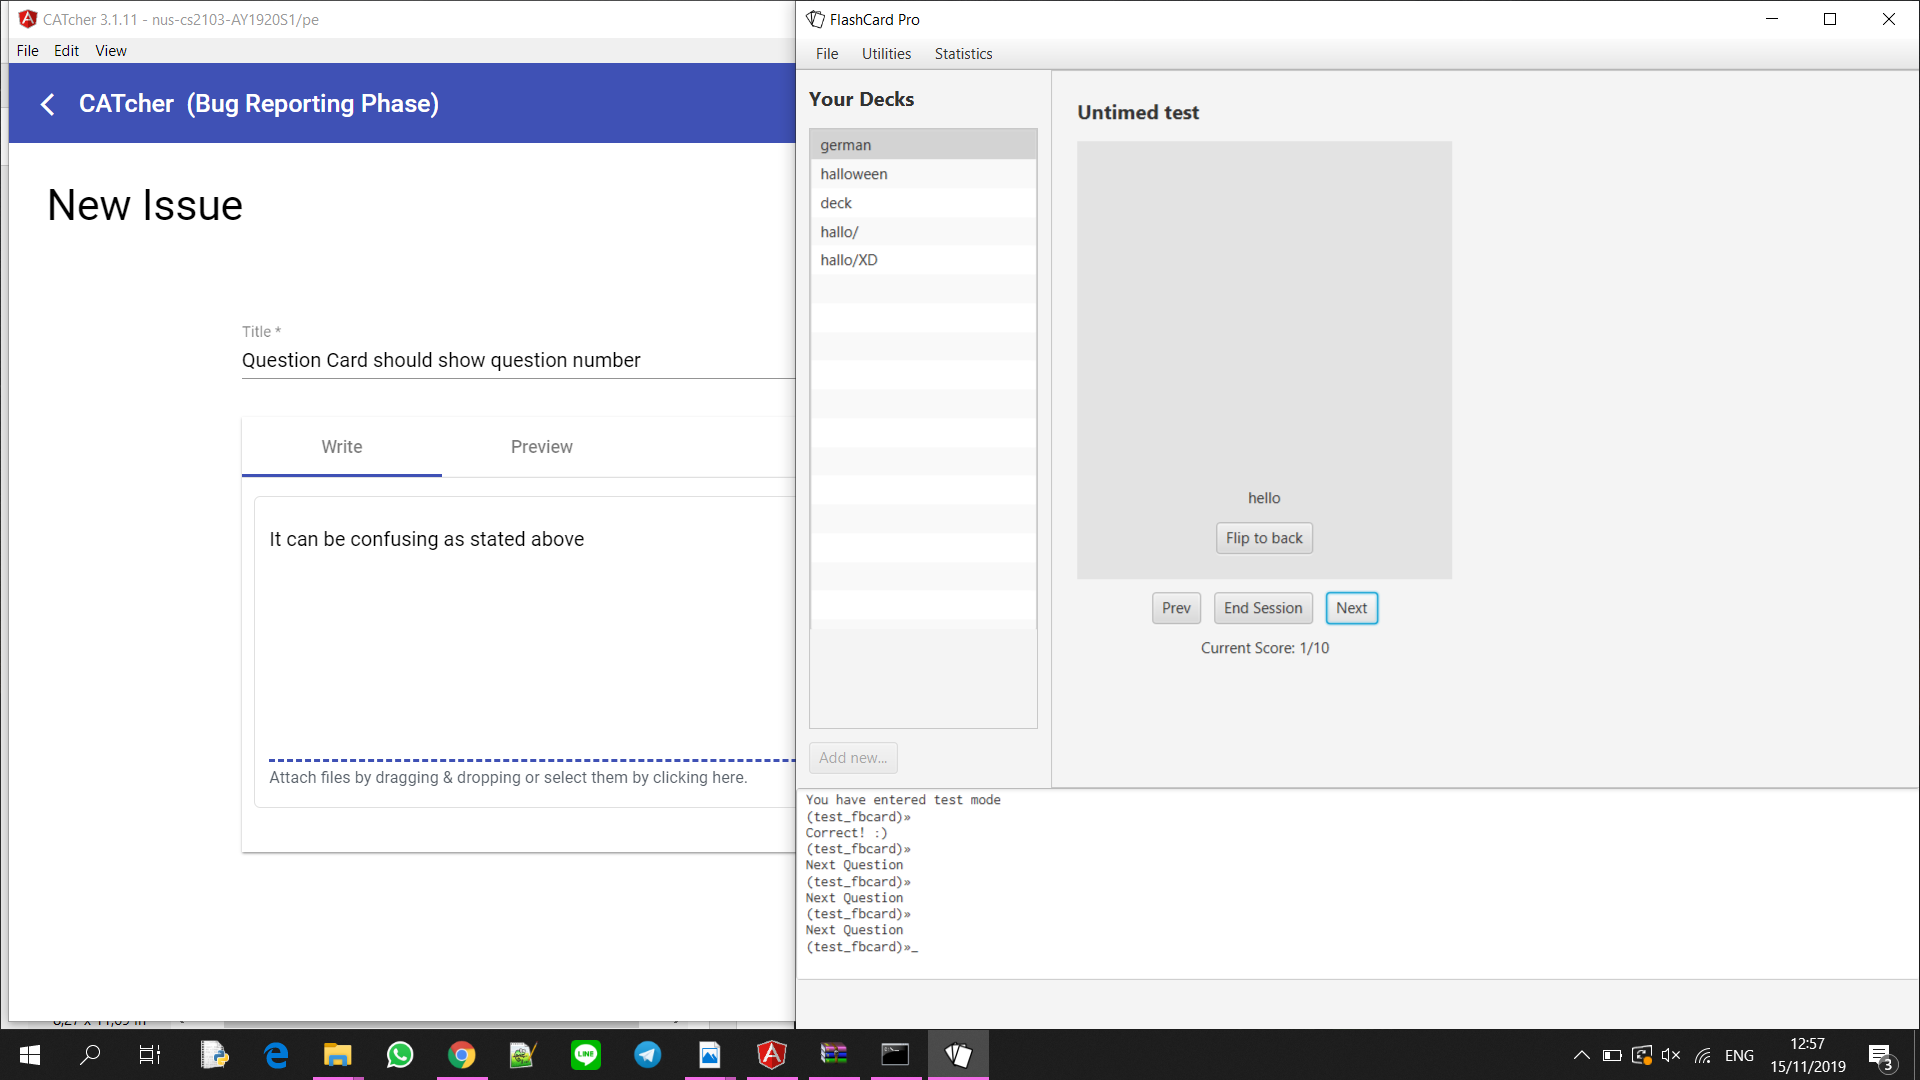 CATcher 3.1.11 - nus-cs2103-AY1920S1/pe
File Edit View
CATcher (Bug Reporting Phase)
New Issue
Title *
Question Card should show question number
Write Preview
It can be confusing as stated above
Attach files by dragging & dropping or select them by clicking here.
FlashCard Pro
File Utilities Statistics
Your Decks
german
halloween
deck
hallo/
hallo/XD
Add new...
Untimed test
hello
Flip to back
Prev End Session Next
Current Score: 1/10
You have entered test mode
(test_fbcard)»
Correct! :)
(test_fbcard)»
Next Question
(test_fbcard)»
Next Question
(test_fbcard)»
Next Question
(test_fbcard)»_
LINE
ENG
12:57
15/11/2019
3